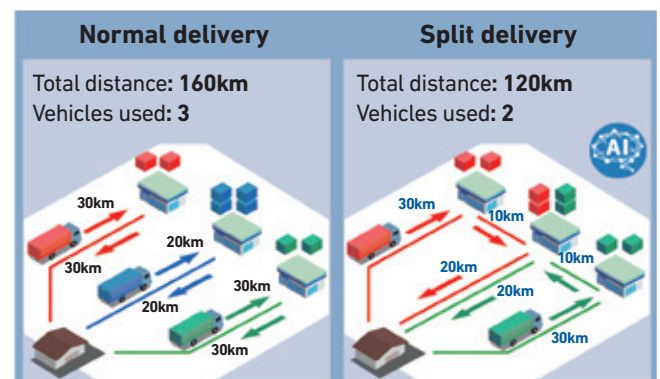 Normal delivery
Total distance: 160km
Vehicles used: 3
30km
30km
20km
20km
30km
30km
Split delivery
Total distance: 120km
Vehicles used: 2
AI
30km
10km
10km
20km
20km
30km